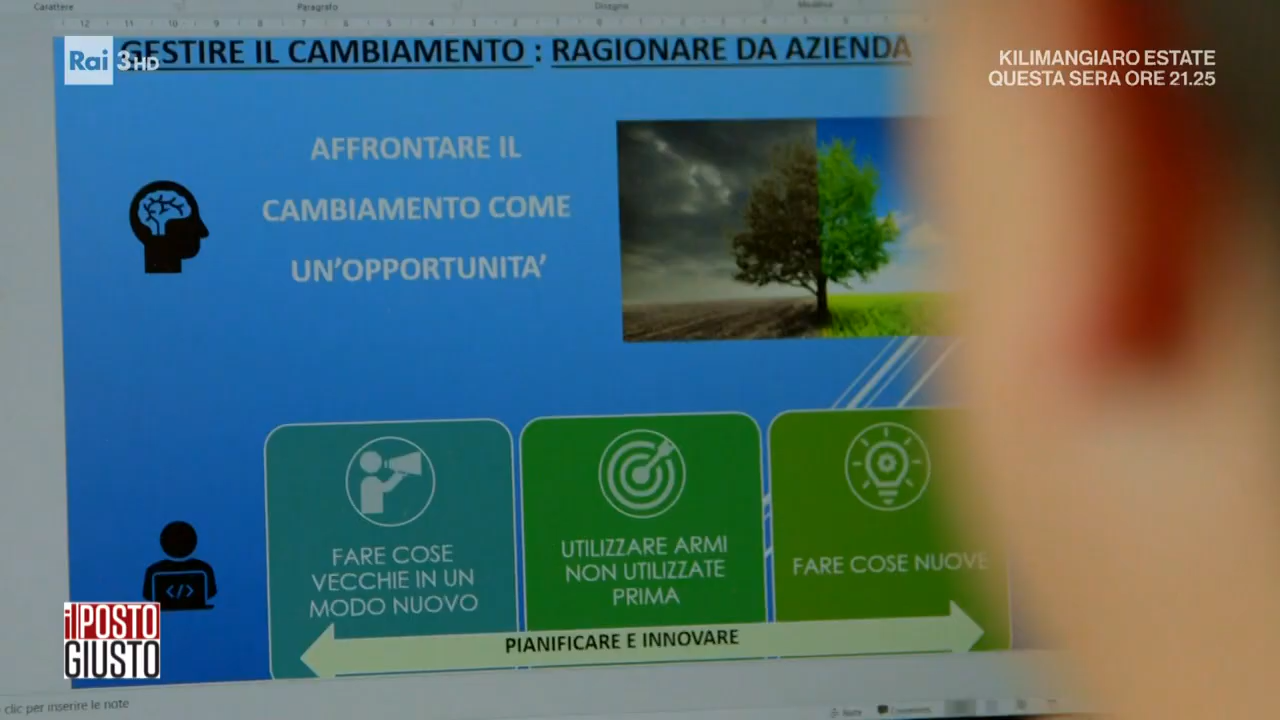 Carattere
Paragrafo
Disegno
Modifica
GESTIRE IL CAMBIAMENTO : RAGIONARE DA AZIENDA
Rai 3HD
KILIMANGIARO ESTATE
QUESTA SERA ORE 21.25
AFFRONTARE IL
CAMBIAMENTO COME
UN'OPPORTUNITA'
FARE COSE
VECCHIE IN UN
MODO NUOVO
UTILIZZARE ARMI
NON UTILIZZATE
PRIMA
FARE COSE NUOVE
</>
PIANIFICARE E INNOVARE
il POSTO
GIUSTO
clic per inserire le note
Note